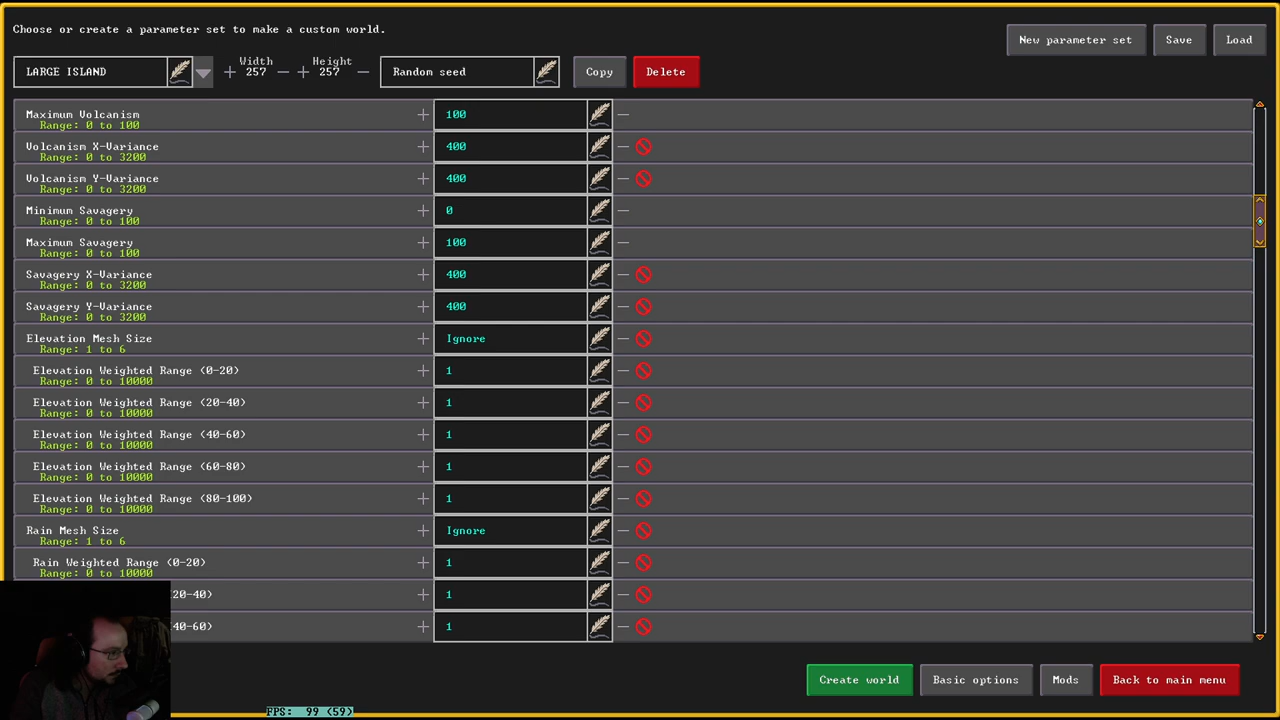 Choose or create a parameter set to make a custom world.
New parameter set
Save
Load
LARGE ISLAND
Width
257
Height
257
Random seed
Copy
Delete
Maximum Volcanism
Range: 0 to 100
100
Volcanism X-Variance
Range: 0 to 3200
400
Volcanism Y-Variance
Range: 0 to 3200
400
Minimum Savagery
Range: 0 to 100
0
Maximum Savagery
Range: 0 to 100
100
Savagery X-Variance
Range: 0 to 3200
400
Savagery Y-Variance
Range: 0 to 3200
400
Elevation Mesh Size
Range: 1 to 6
Ignore
Elevation Weighted Range (0-20)
Range: 0 to 10000
1
Elevation Weighted Range (20-40)
Range: 0 to 10000
1
Elevation Weighted Range (40-60)
Range: 0 to 10000
1
Elevation Weighted Range (60-80)
Range: 0 to 10000
1
Elevation Weighted Range (80-100)
Range: 0 to 10000
1
Rain Mesh Size
Range: 1 to 6
Ignore
Rain Weighted Range (0-20)
Range: 0 to 10000
1
20-40)
1
40-60)
1
Create world
Basic options
Mods
Back to main menu
FPS: 99 (59)